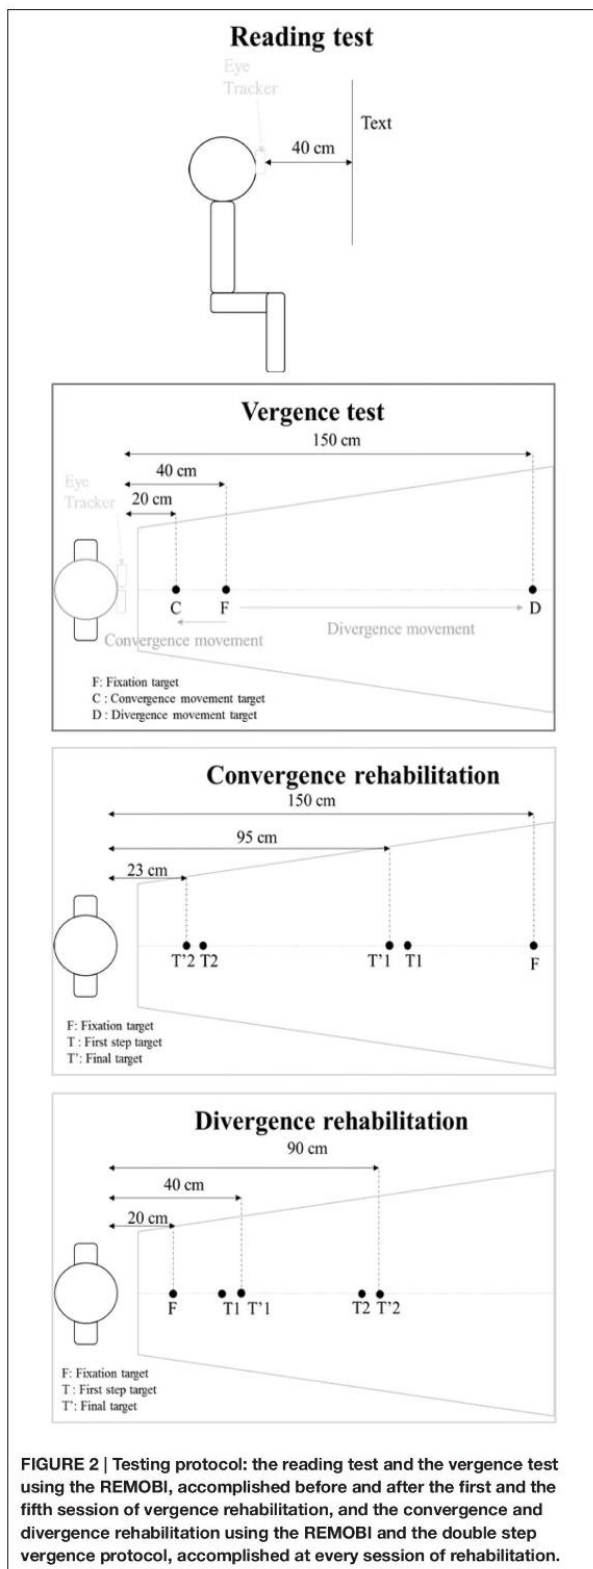 Reading test
Eye
Tracker
Text
40 cm
Vergence test
150 cm
40 cm
Eye
Tracker
20 cm
C F D
Convergence movement
Divergence movement
F: Fixation target
C : Convergence movement target
D : Divergence movement target
Convergence rehabilitation
150 cm
95 cm
23 cm
T'2 T2 T'1 T1 F
F: Fixation target
T : First step target
T': Final target
Divergence rehabilitation
90 cm
40 cm
20 cm
F T1 T'1 T2 T'2
F: Fixation target
T : First step target
T': Final target
FIGURE 2 | Testing protocol: the reading test and the vergence test
using the REMOBI, accomplished before and after the first and the
fifth session of vergence rehabilitation, and the convergence and
divergence rehabilitation using the REMOBI and the double step
vergence protocol, accomplished at every session of rehabilitation.